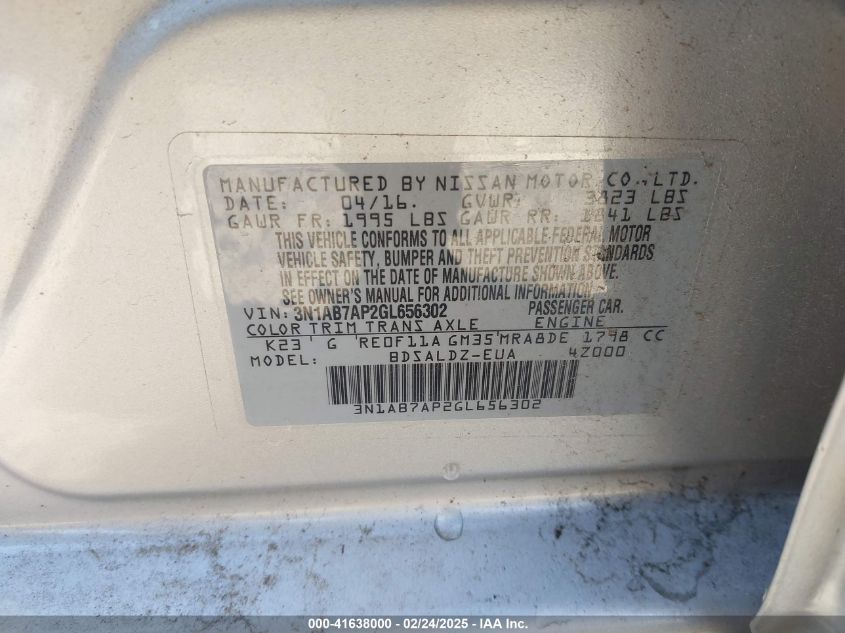 MANUFACTURED BY NISSAN MOTOR CO., LTD.
DATE: 04/16. GVWR: 3823 LBS
GAWR FR: 1995 LBS GAWR RR: 1841 LBS
THIS VEHICLE CONFORMS TO ALL APPLICABLE FEDERAL MOTOR
VEHICLE SAFETY, BUMPER AND THEFT PREVENTION STANDARDS
IN EFFECT ON THE DATE OF MANUFACTURE SHOWN ABOVE.
SEE OWNER'S MANUAL FOR ADDITIONAL INFORMATION.
VIN: 3N1AB7AP2GL656302 PASSENGER CAR.
COLOR TRIM TRANS AXLE ENGINE
K23 G RE0F11A GM35 MRA8DE 1798 CC
MODEL: BDSALDZ-EUA 4Z000
3N1AB7AP2GL656302
000-41638000 - 02/24/2025 - IAA, Inc. - EUA